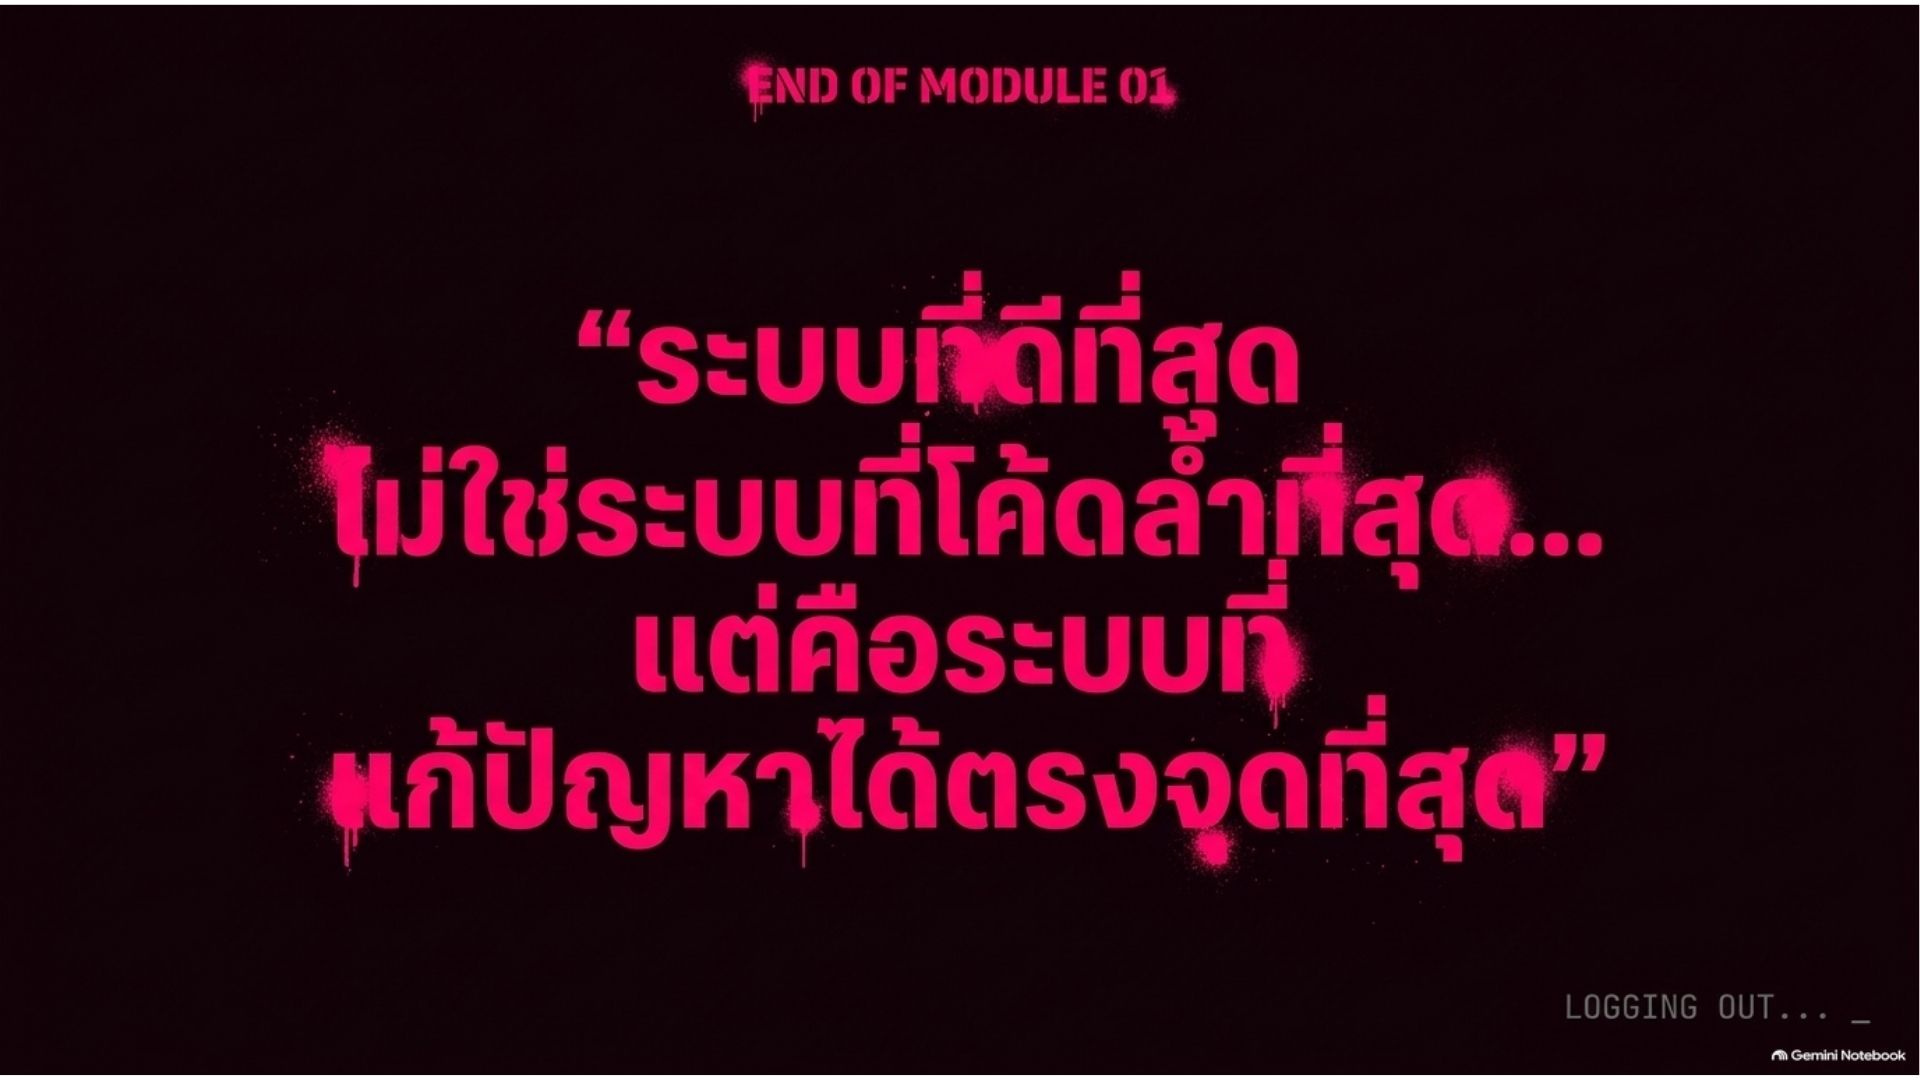 END OF MODULE 01
“ระบบที่ดีที่สุด
ไม่ใช่ระบบที่โค้ดล้ำที่สุด...
แต่คือระบบที่
แก้ปัญหาได้ตรงจุดที่สุด”
LOGGING OUT... _
Gemini Notebook